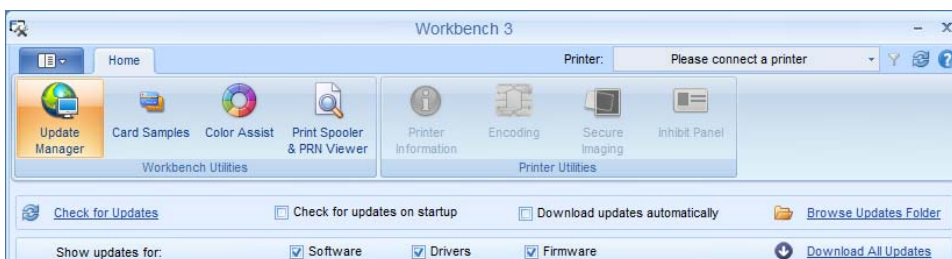 Workbench 3
Home
Printer: Please connect a printer
Update Manager
Card Samples
Color Assist
Print Spooler & PRN Viewer
Printer Information
Encoding
Secure Imaging
Inhibit Panel
Workbench Utilities
Printer Utilities
Check for Updates
Check for updates on startup
Download updates automatically
Browse Updates Folder
Show updates for:
Software
Drivers
Firmware
Download All Updates